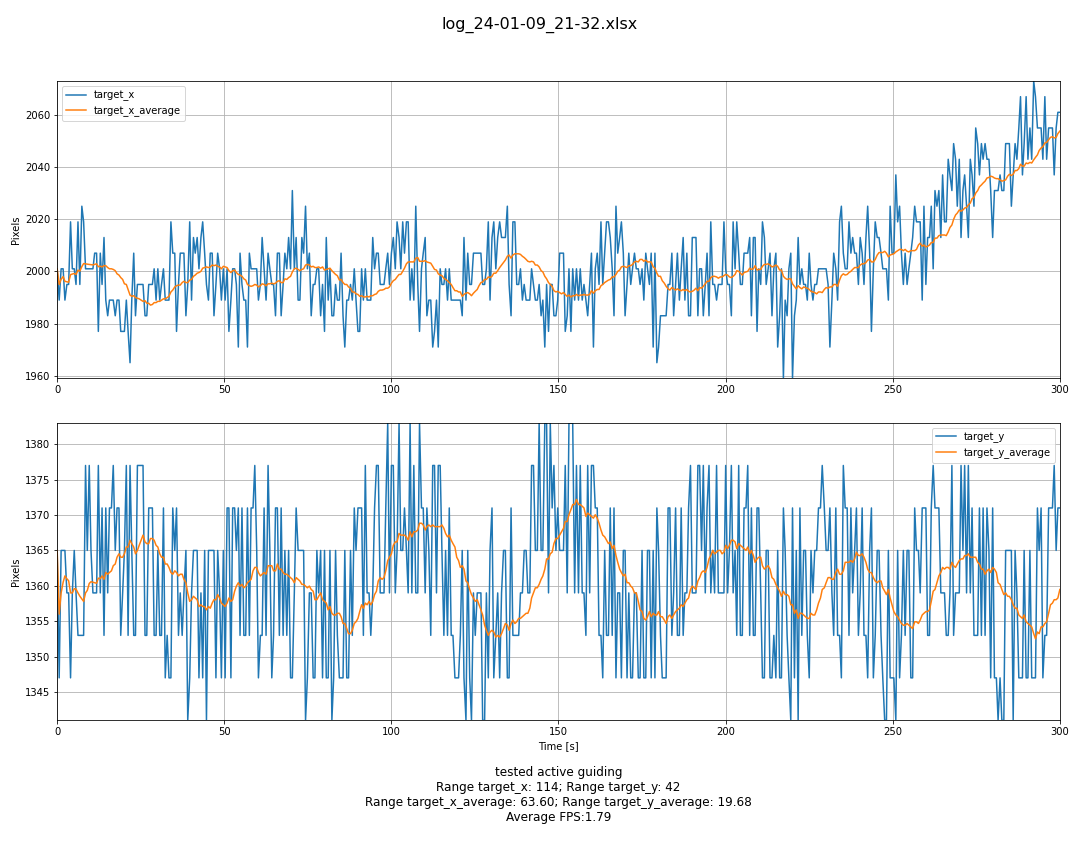 log_24-01-09_21-32.xlsx
target_x
target_x_average
Pixels
2060
2040
2020
2000
1980
1960
0 50 100 150 200 250 300
target_y
target_y_average
Pixels
1380
1375
1370
1365
1360
1355
1350
1345
0 50 100 150 200 250 300
Time [s]
tested active guiding
Range target_x: 114; Range target_y: 42
Range target_x_average: 63.60; Range target_y_average: 19.68
Average FPS:1.79